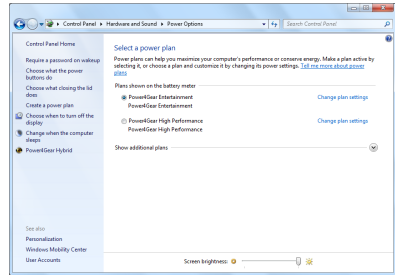 Control Panel ▸ Hardware and Sound ▸ Power Options
Search Control Panel
Control Panel Home
Require a password on wakeup
Choose what the power
buttons do
Choose what closing the lid
does
Create a power plan
Choose when to turn off the
display
Change when the computer
sleeps
Power4Gear Hybrid
See also
Personalization
Windows Mobility Center
User Accounts
Select a power plan
Power plans can help you maximize your computer's performance or conserve energy. Make a plan active by
selecting it, or choose a plan and customize it by changing its power settings. Tell me more about power
plans
Plans shown on the battery meter
Power4Gear Entertainment
Change plan settings
Power4Gear Entertainment
Power4Gear High Performance
Change plan settings
Power4Gear High Performance
Show additional plans
Screen brightness: